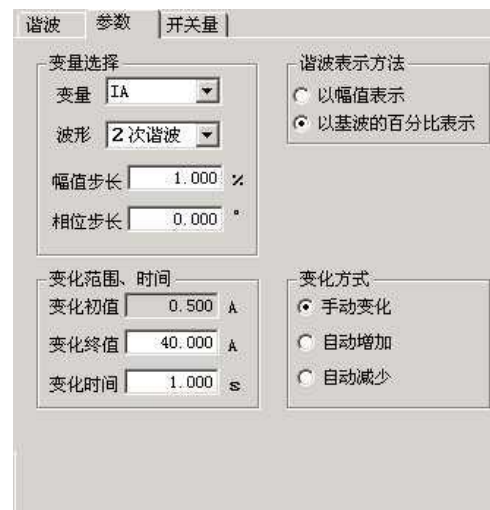 谐波 参数 开关量
变量选择
变量 IA
波形 2次谐波
幅值步长 1.000 %
相位步长 0.000 °
谐波表示方法
以幅值表示
以基波的百分比表示
变化范围、时间
变化初值 0.500 A
变化终值 40.000 A
变化时间 1.000 s
变化方式
手动变化
自动增加
自动减少